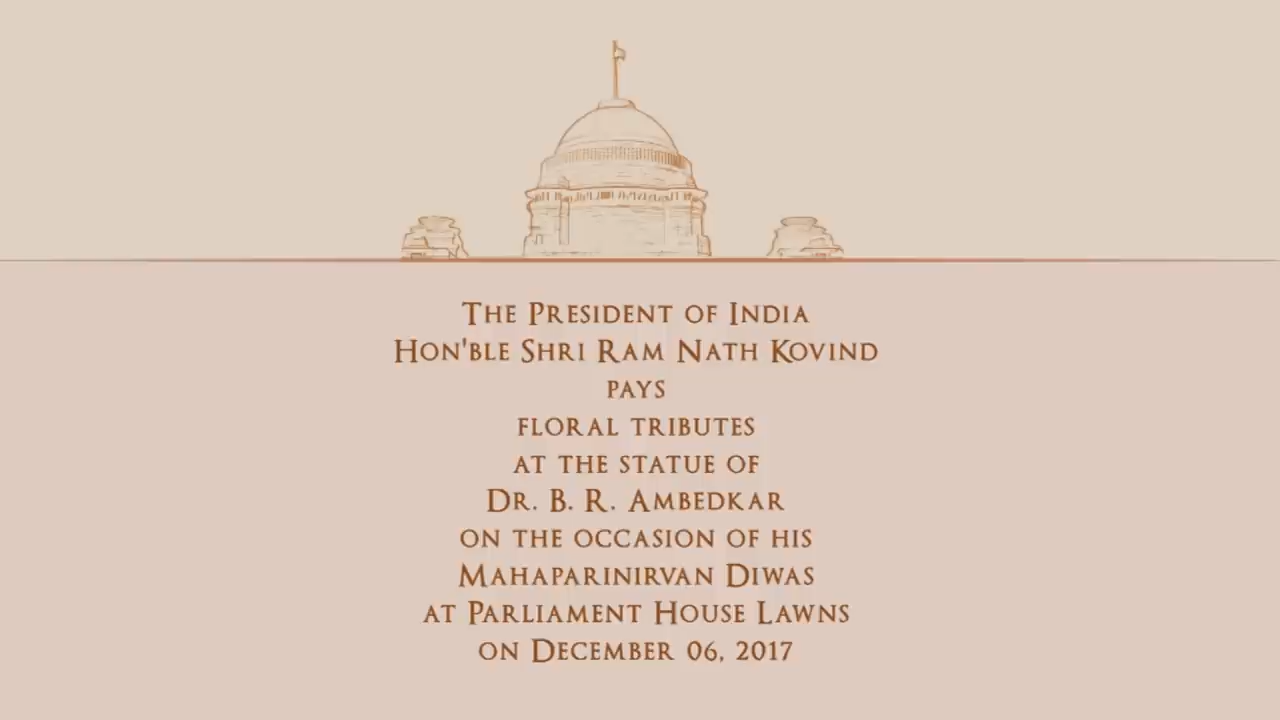 The President of India
Hon'ble Shri Ram Nath Kovind
pays
floral tributes
at the statue of
Dr. B. R. Ambedkar
on the occasion of his
Mahaparinirvan Diwas
at Parliament House Lawns
on December 06, 2017